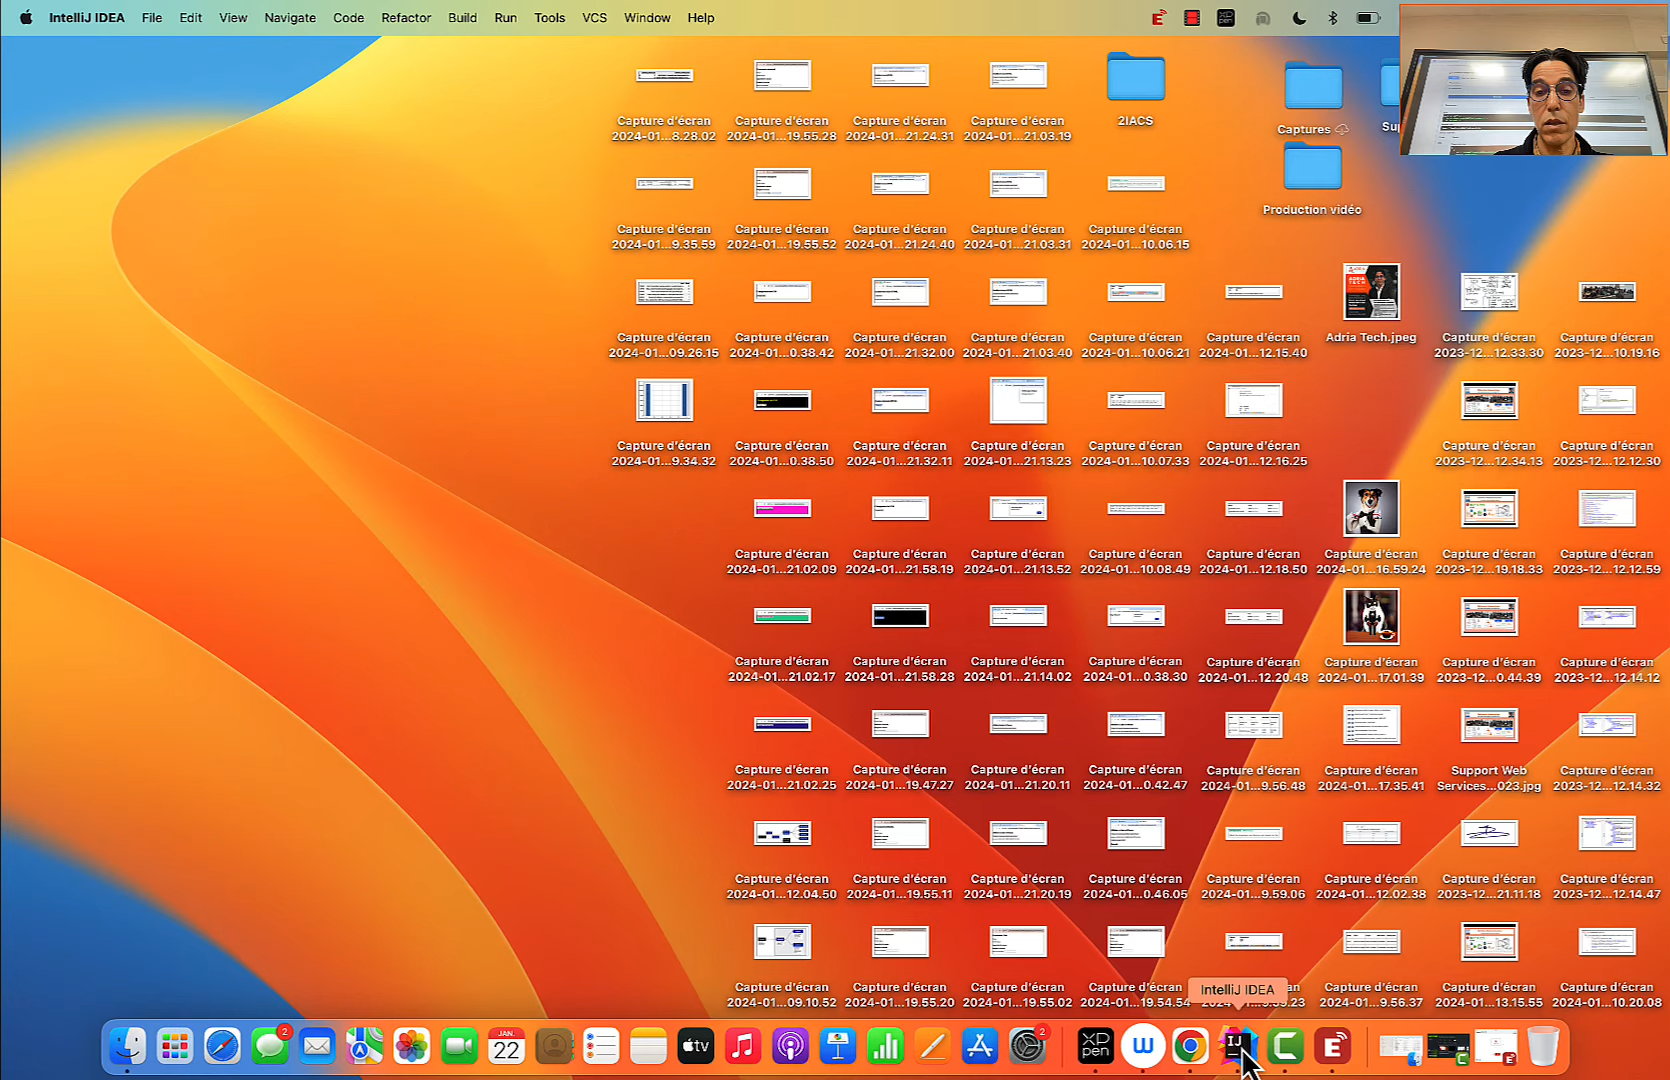 IntelliJ IDEA File Edit View Navigate Code Refactor Build Run Tools VCS Window Help
Capture d'écran
2024-01...8.28.02
Capture d'écran
2024-01...19.55.28
Capture d'écran
2024-01...21.24.31
Capture d'écran
2024-01...21.03.19
2IACS
Captures
Production vidéo
Capture d'écran
2024-01...9.35.59
Capture d'écran
2024-01...19.55.52
Capture d'écran
2024-01...21.24.40
Capture d'écran
2024-01...21.03.31
Capture d'écran
2024-01...10.06.15
Capture d'écran
2024-01...09.26.15
Capture d'écran
2024-01...0.38.42
Capture d'écran
2024-01...21.32.00
Capture d'écran
2024-01...21.03.40
Capture d'écran
2024-01...10.06.21
Capture d'écran
2024-01...12.15.40
Adria Tech.jpeg
Capture d'écran
2023-12...12.33.30
Capture d'écran
2023-12...10.19.16
Capture d'écran
2024-01...9.34.32
Capture d'écran
2024-01...0.38.50
Capture d'écran
2024-01...21.32.11
Capture d'écran
2024-01...21.13.23
Capture d'écran
2024-01...10.07.33
Capture d'écran
2024-01...12.16.25
Capture d'écran
2023-12...12.34.13
Capture d'écran
2023-12...12.12.30
Capture d'écran
2024-01...21.02.09
Capture d'écran
2024-01...21.58.19
Capture d'écran
2024-01...21.13.52
Capture d'écran
2024-01...10.08.49
Capture d'écran
2024-01...12.18.50
Capture d'écran
2024-01...16.59.24
Capture d'écran
2023-12...19.18.33
Capture d'écran
2023-12...12.12.59
Capture d'écran
2024-01...21.02.17
Capture d'écran
2024-01...21.58.28
Capture d'écran
2024-01...21.14.02
Capture d'écran
2024-01...0.38.30
Capture d'écran
2024-01...12.20.48
Capture d'écran
2024-01...17.01.39
Capture d'écran
2023-12...0.44.39
Capture d'écran
2023-12...12.14.12
Capture d'écran
2024-01...21.02.25
Capture d'écran
2024-01...19.47.27
Capture d'écran
2024-01...21.20.11
Capture d'écran
2024-01...0.42.47
Capture d'écran
2024-01...9.56.48
Capture d'écran
2024-01...17.35.41
Support Web
Services...023.jpg
Capture d'écran
2023-12...12.14.32
Capture d'écran
2024-01...12.04.50
Capture d'écran
2024-01...19.55.11
Capture d'écran
2024-01...21.20.19
Capture d'écran
2024-01...0.46.05
Capture d'écran
2024-01...9.59.06
Capture d'écran
2024-01...12.02.38
Capture d'écran
2023-12...21.11.18
Capture d'écran
2023-12...12.14.47
Capture d'écran
2024-01...09.10.52
Capture d'écran
2024-01...19.55.20
Capture d'écran
2024-01...19.55.02
Capture d'écran
2024-01...19.54.54
IntelliJ IDEA
Capture d'écran
2024-01...9.56.37
Capture d'écran
2023-12...13.15.55
Capture d'écran
2024-01...10.20.08
2
JAN.
22
tv
2
XP
pen
W
IJ
C
E